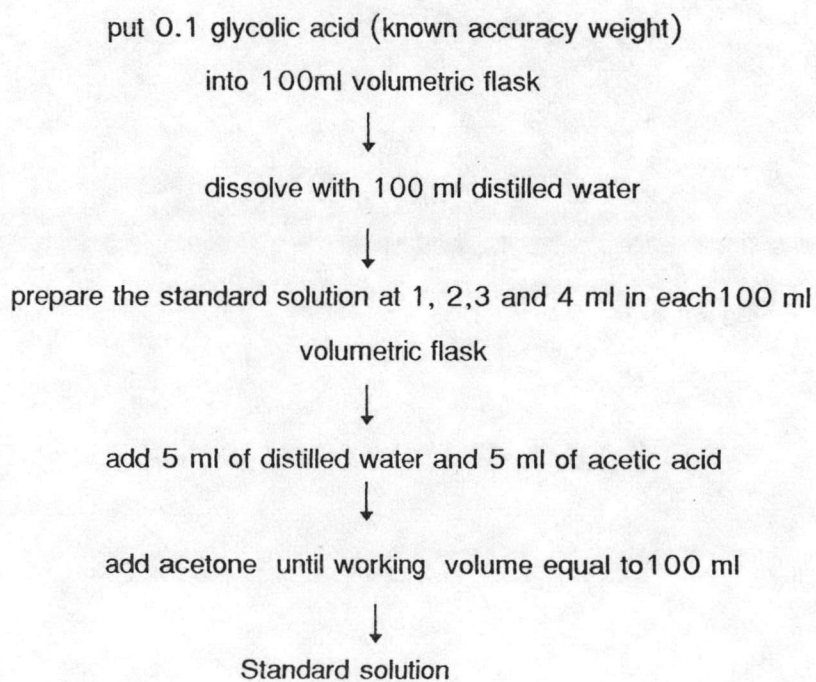 put 0.1 glycolic acid (known accuracy weight)
into 100ml volumetric flask
dissolve with 100 ml distilled water
prepare the standard solution at 1, 2,3 and 4 ml in each100 ml
volumetric flask
add 5 ml of distilled water and 5 ml of acetic acid
add acetone until working volume equal to100 ml
Standard solution